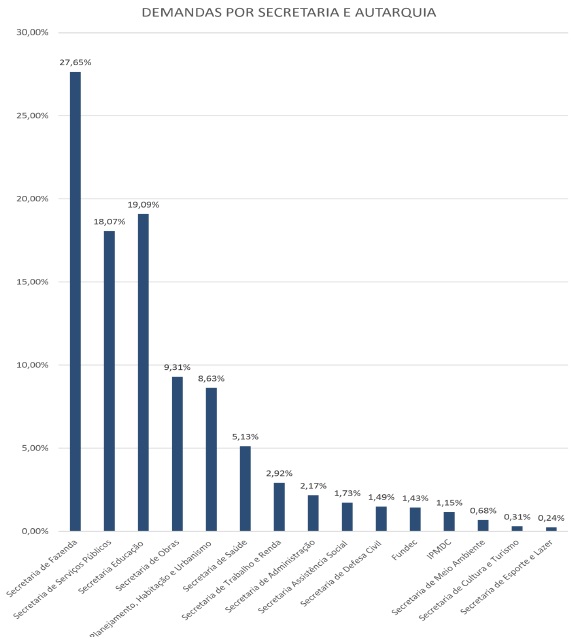 DEMANDAS POR SECRETARIA E AUTARQUIA
30,00%
25,00%
20,00%
15,00%
10,00%
5,00%
0,00%
27,65%
18,07%
19,09%
9,31%
8,63%
5,13%
2,92%
2,17%
1,73%
1,49%
1,43%
1,15%
0,68%
0,31%
0,24%
Secretaria de Fazenda
Secretaria de Serviços Públicos
Secretaria Educação
Secretaria de Obras
Planejamento, Habitação e Urbanismo
Secretaria de Saúde
Secretaria de Trabalho e Renda
Secretaria de Administração
Secretaria Assistência Social
Secretaria de Defesa Civil
Fundec
IPMDC
Secretaria de Meio Ambiente
Secretaria de Cultura e Turismo
Secretaria de Esporte e Lazer